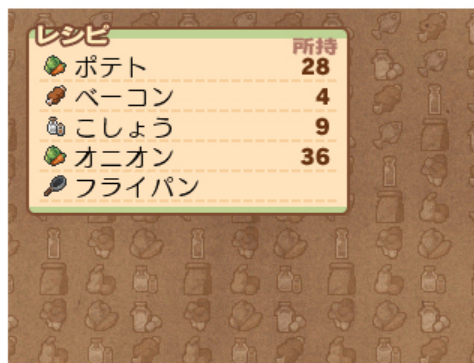 レシピ
所持
ポテト 28
ベーコン 4
こしょう 9
オニオン 36
フライパン